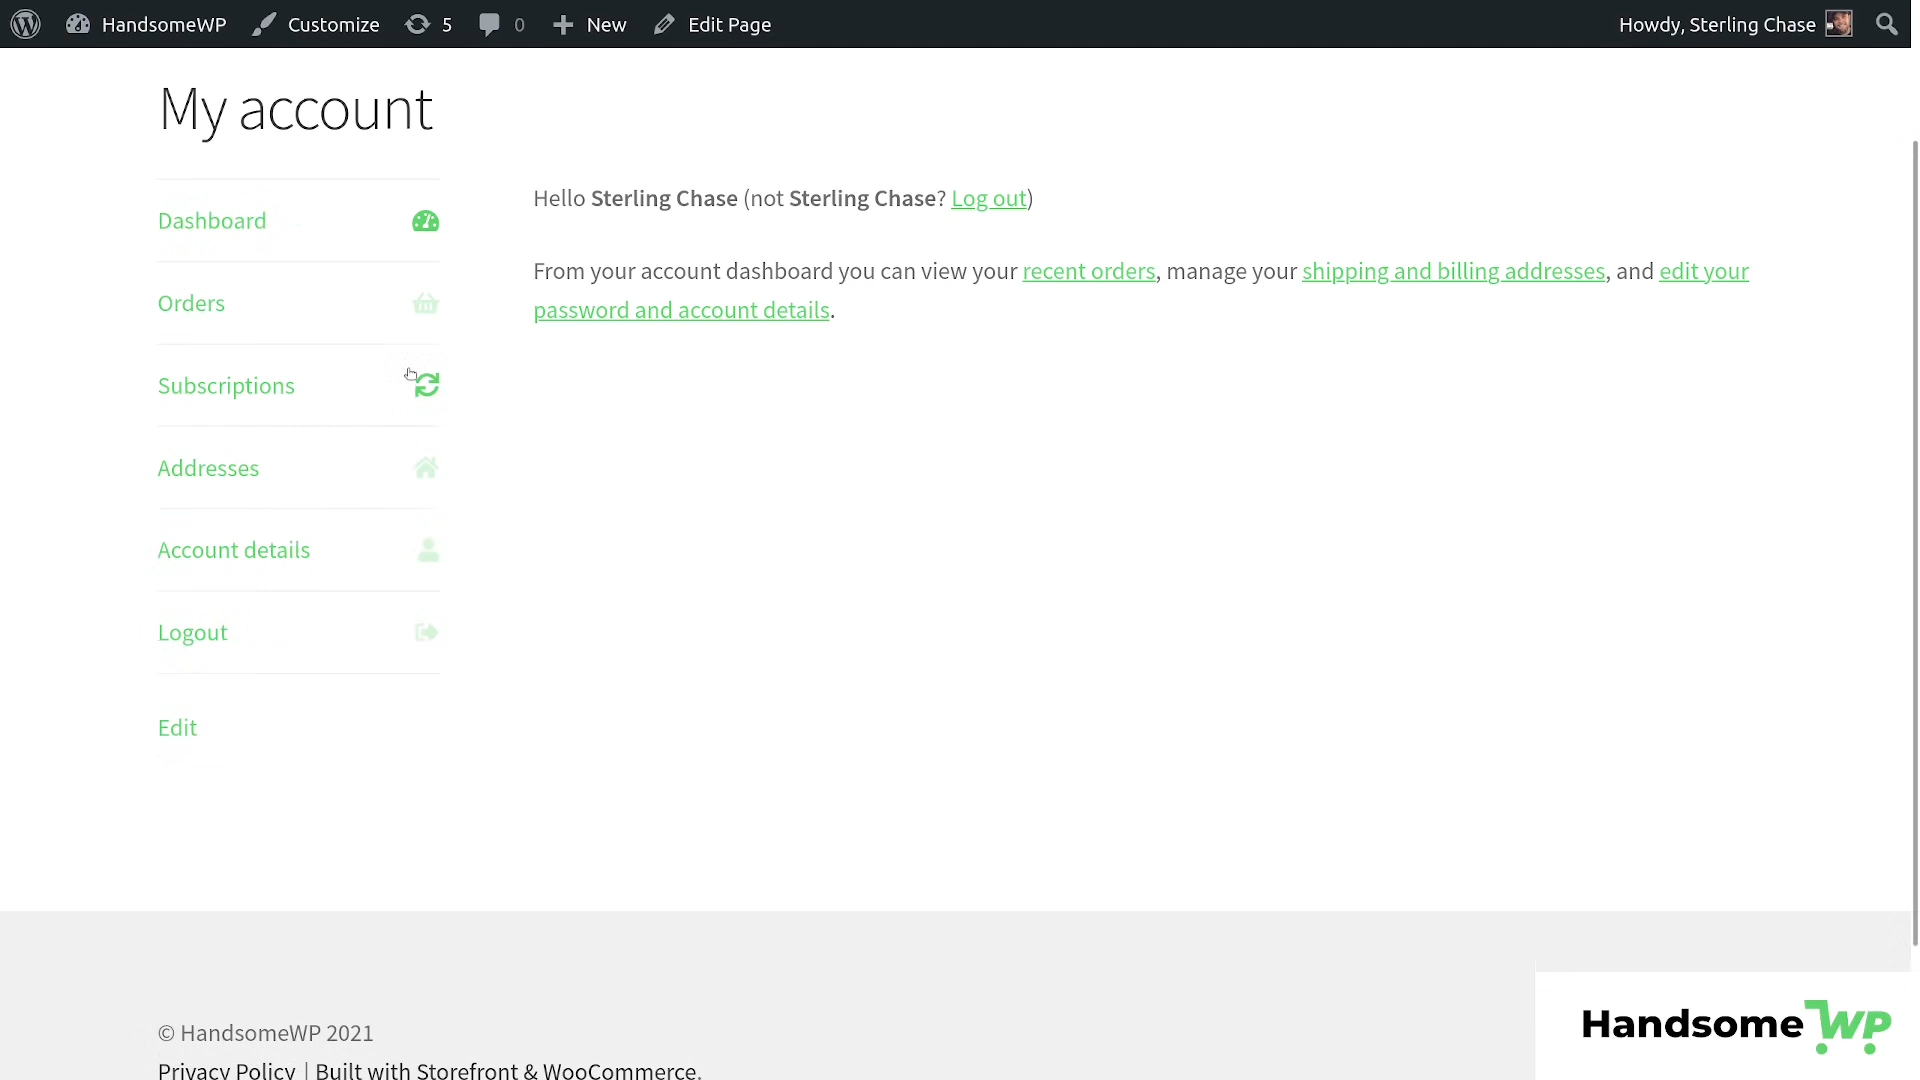 HandsomeWP Customize 5 0 New Edit Page Howdy, Sterling Chase
My account
Dashboard
Orders
Subscriptions
Addresses
Account details
Logout
Edit
Hello Sterling Chase (not Sterling Chase? Log out)
From your account dashboard you can view your recent orders, manage your shipping and billing addresses, and edit your
password and account details.
© HandsomeWP 2021
Privacy Policy | Built with Storefront & WooCommerce.
HandsomeWP